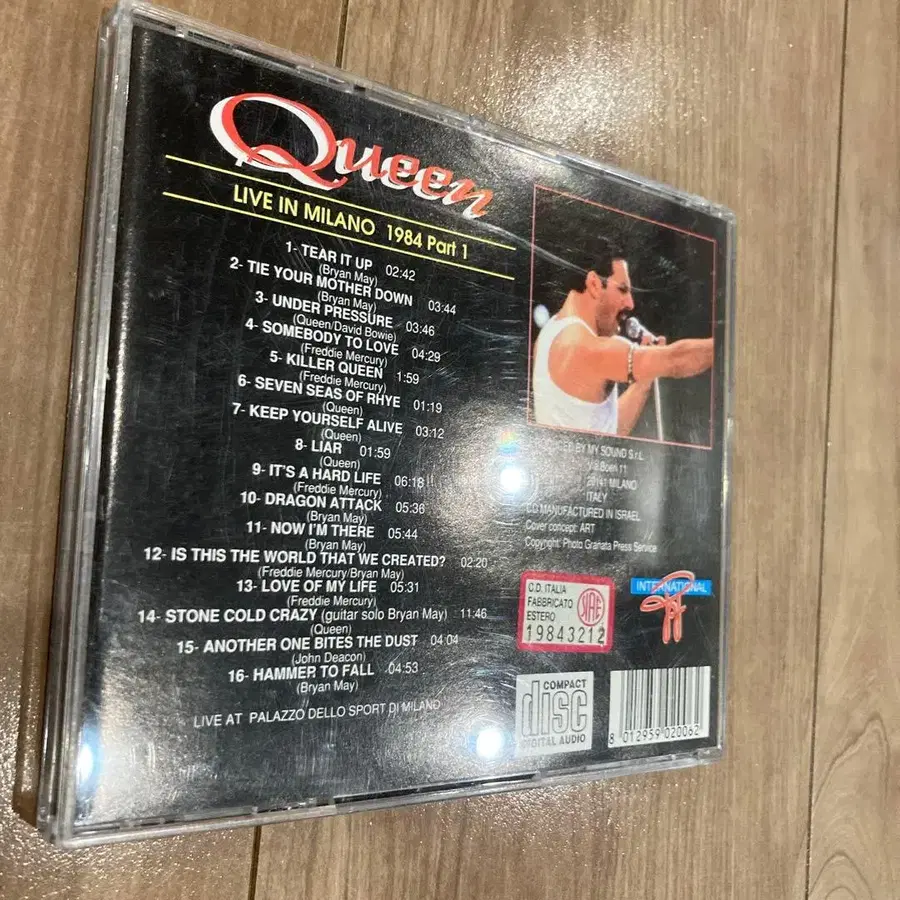 Queen
LIVE IN MILANO 1984 Part 1
1- TEAR IT UP 02:42
(Bryan May)
2- TIE YOUR MOTHER DOWN 03:44
(Bryan May)
3- UNDER PRESSURE 03:46
(Queen/David Bowie)
4- SOMEBODY TO LOVE 04:29
(Freddie Mercury)
5- KILLER QUEEN 1:59
(Freddie Mercury)
6- SEVEN SEAS OF RHYE 01:19
(Queen)
7- KEEP YOURSELF ALIVE 03:12
(Queen)
8- LIAR 01:59
(Queen)
9- IT'S A HARD LIFE 06:18
(Freddie Mercury)
10- DRAGON ATTACK 05:36
(Bryan May)
11- NOW I'M THERE 05:44
(Bryan May)
12- IS THIS THE WORLD THAT WE CREATED? 02:20
(Freddie Mercury/Bryan May)
13- LOVE OF MY LIFE 05:31
(Freddie Mercury)
14- STONE COLD CRAZY (guitar solo Bryan May) 11:46
(Queen)
15- ANOTHER ONE BITES THE DUST 04:04
(John Deacon)
16- HAMMER TO FALL 04:53
(Bryan May)
LIVE AT PALAZZO DELLO SPORT DI MILANO
BY MY SOUND S.r.L.
11
20141 MILANO
ITALY
CD MANUFACTURED IN ISRAEL
Cover concept: ART
Copyright: Photo Granata Press Service
C.D. ITALIA
FABBRICATO
ESTERO
SIAE
19843212
INTERNATIONAL
COMPACT
disc
DIGITAL AUDIO
8 012959 020062